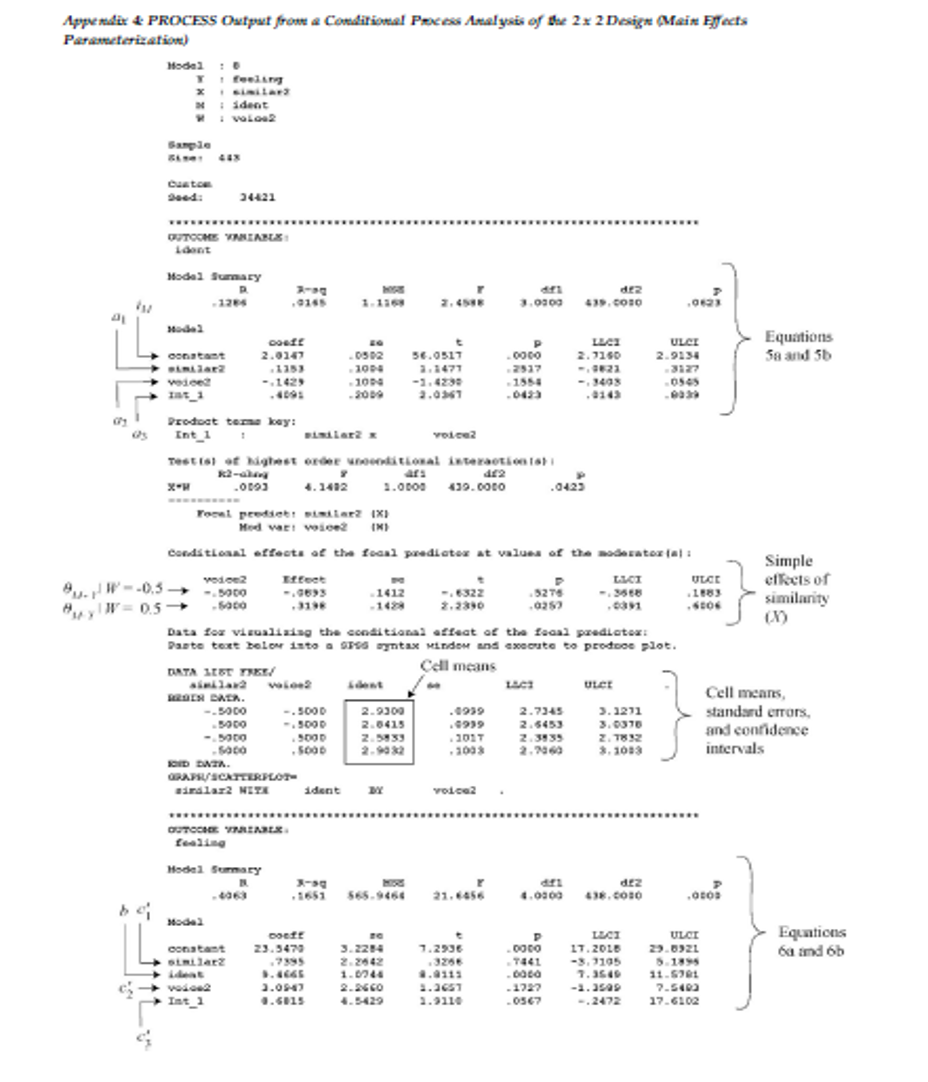 Appendix 4: PROCESS Output from a Conditional Process Analysis of the 2 x 2 Design (Main Effects
Parameterization)
Model : 8
Y : feeling
X : similar2
M : ident
W : voice2
Sample
Size: 443
Custom
Seed: 34421
**************************************************************************
OUTCOME VARIABLE:
ident
Model Summary
R R-sq MSE F df1 df2 p
.1286 .0165 1.1168 2.4588 3.0000 439.0000 .0623
Equations
5a and 5b
iM
a1
Model
coeff se t p LLCI ULCI
constant 2.8147 .0502 56.0517 .0000 2.7160 2.9134
similar2 .1153 .1004 1.1477 .2517 -.0821 .3127
voice2 -.1429 .1004 -1.4230 .1554 -.3403 .0545
Int_1 .4091 .2009 2.0367 .0423 .0143 .8039
a2
a3
Product terms key:
Int_1 : similar2 x voice2
Test(s) of highest order unconditional interaction(s):
R2-chng F df1 df2 p
X*W .0093 4.1482 1.0000 439.0000 .0423
----------
Focal predict: similar2 (X)
Mod var: voice2 (W)
Conditional effects of the focal predictor at values of the moderator(s):
voice2 Effect se t p LLCI ULCI
W = -0.5 -.5000 -.0893 .1412 -.6322 .5276 -.3668 .1883
W = 0.5 .5000 .3198 .1428 2.2390 .0257 .0391 .6006
Simple
effects of
similarity
(X)
Data for visualizing the conditional effect of the focal predictor:
Paste text below into a SPSS syntax window and execute to produce plot.
Cell means
DATA LIST FREE/
similar2 voice2 ident se LLCI ULCI .
BEGIN DATA.
-.5000 -.5000 2.9308 .0999 2.7345 3.1271
.5000 -.5000 2.8415 .0999 2.6453 3.0378
-.5000 .5000 2.5833 .1017 2.3835 2.7832
.5000 .5000 2.9032 .1003 2.7060 3.1003
END DATA.
Cell means,
standard errors,
and confidence
intervals
GRAPH/SCATTERPLOT=
similar2 WITH ident BY voice2 .
**************************************************************************
OUTCOME VARIABLE:
feeling
Model Summary
R R-sq MSE F df1 df2 p
.4063 .1651 565.9464 21.6456 4.0000 438.0000 .0000
b c'1
Model
coeff se t p LLCI ULCI
constant 23.5470 3.2284 7.2936 .0000 17.2018 29.8921
similar2 .7395 2.2642 .3266 .7441 -3.7105 5.1896
ident 9.4665 1.0744 8.8111 .0000 7.3549 11.5781
voice2 3.0947 2.2660 1.3657 .1727 -1.3589 7.5483
Int_1 8.6815 4.5429 1.9110 .0567 -.2472 17.6102
c'2
c'3
Equations
6a and 6b